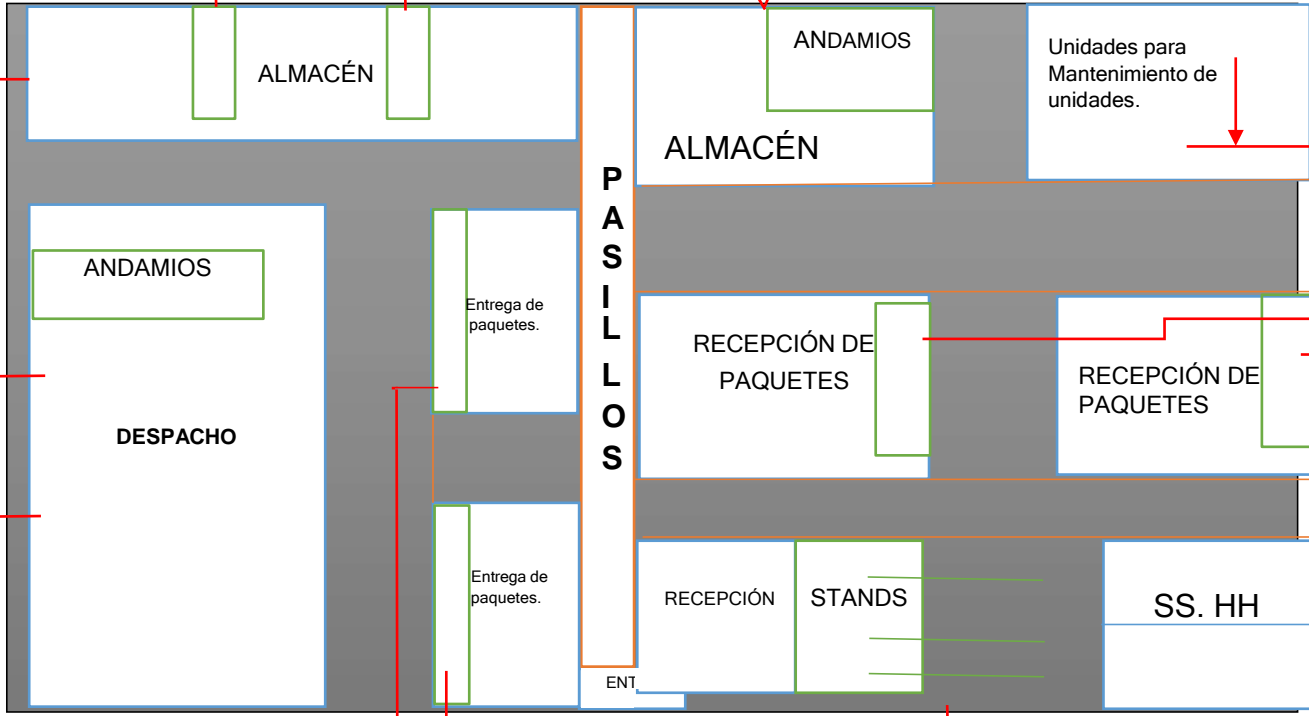 ALMACÉN
ANDAMIOS
ALMACÉN
Unidades para
Mantenimiento de
unidades.
PASILLOS
ANDAMIOS
DESPACHO
Entrega de
paquetes.
RECEPCIÓN DE
PAQUETES
RECEPCIÓN DE
PAQUETES
Entrega de
paquetes.
RECEPCIÓN
STANDS
SS. HH
ENT